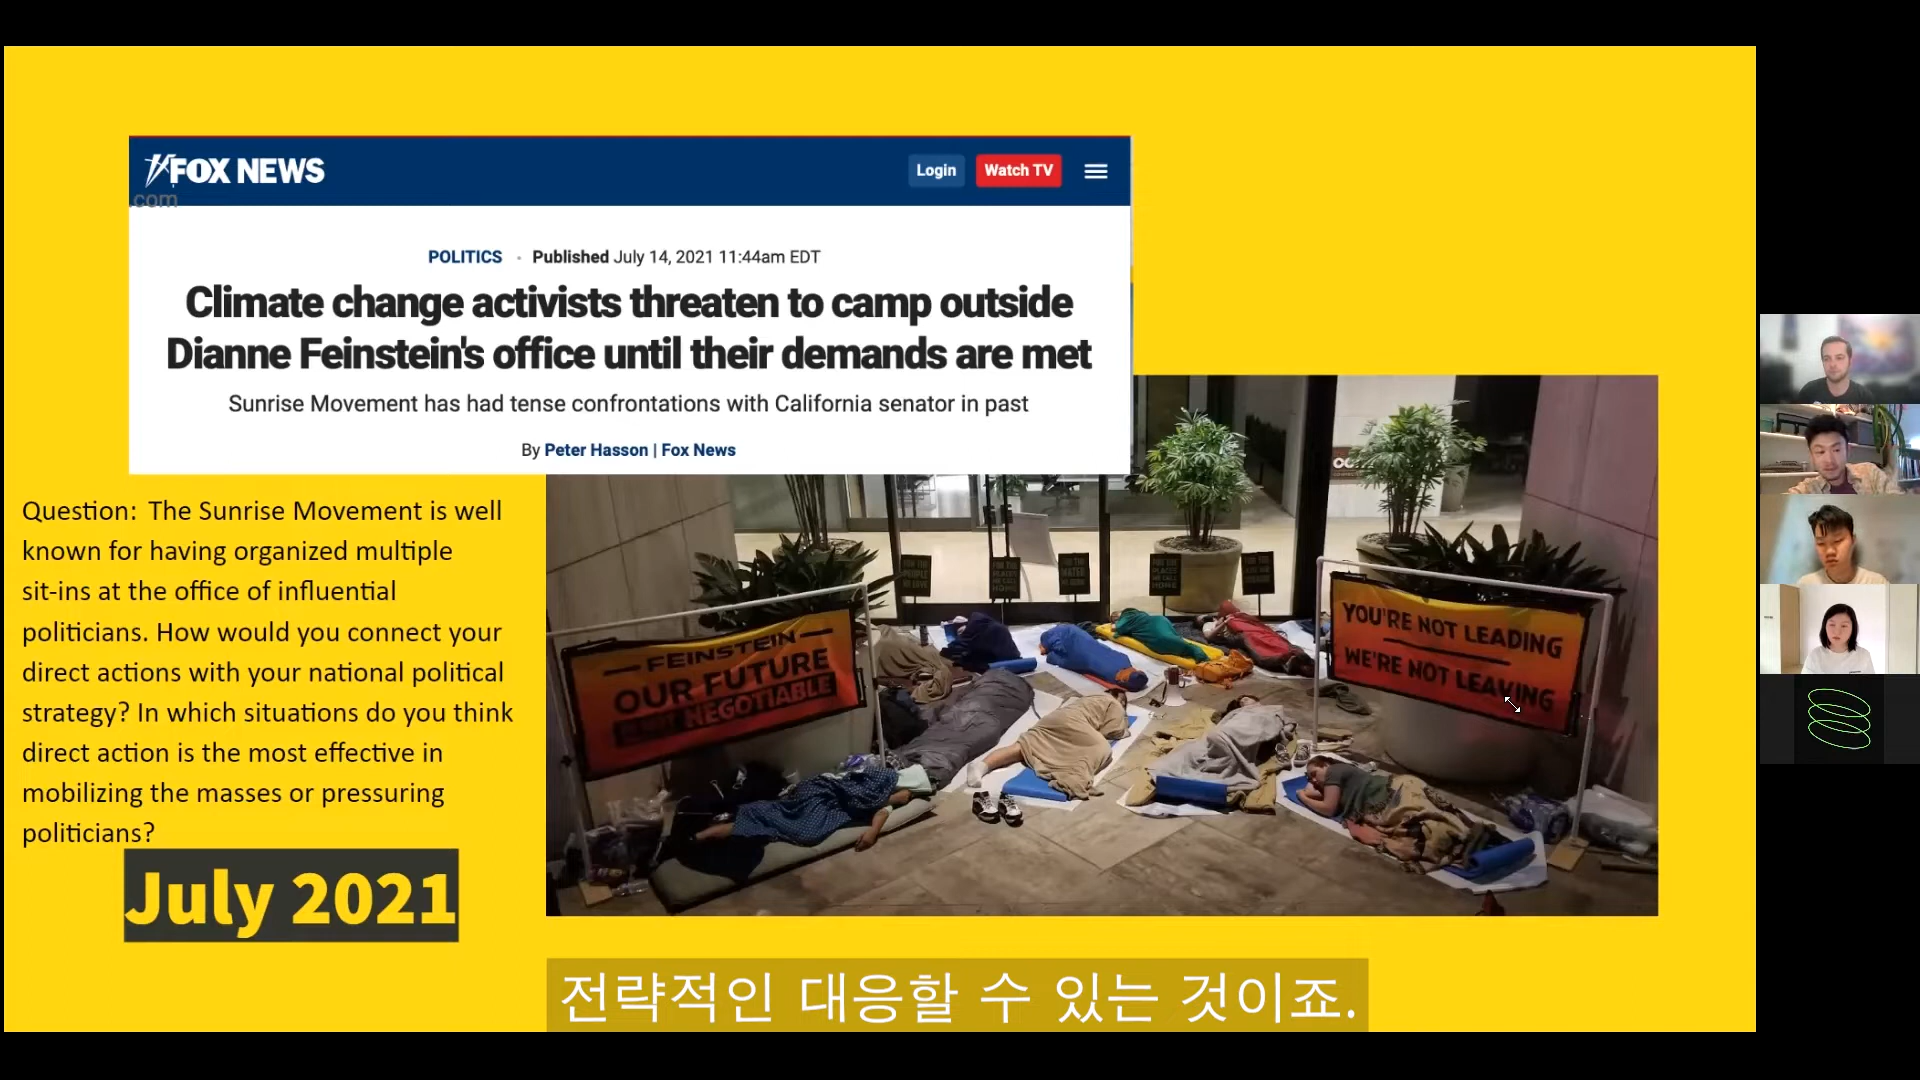 FOX NEWS
.com
Login
Watch TV
POLITICS · Published July 14, 2021 11:44am EDT
Climate change activists threaten to camp outside
Dianne Feinstein's office until their demands are met
Sunrise Movement has had tense confrontations with California senator in past
By Peter Hasson | Fox News
Question: The Sunrise Movement is well
known for having organized multiple
sit-ins at the office of influential
politicians. How would you connect your
direct actions with your national political
strategy? In which situations do you think
direct action is the most effective in
mobilizing the masses or pressuring
politicians?
July 2021
FEINSTEIN
OUR FUTURE
NEGOTIABLE
YOU'RE NOT LEADING
WE'RE NOT LEAVING
전략적인 대응할 수 있는 것이죠.